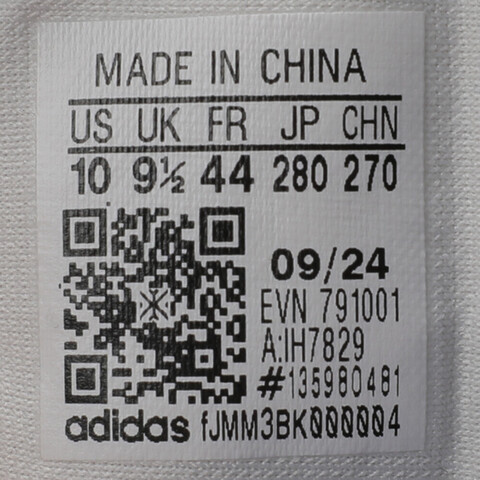 MADE IN CHINA
US UK FR JP CHN
10 9½ 44 280 270
09/24
EVN 791001
A:IH7829
#135980481
adidas fJMM3BK000004